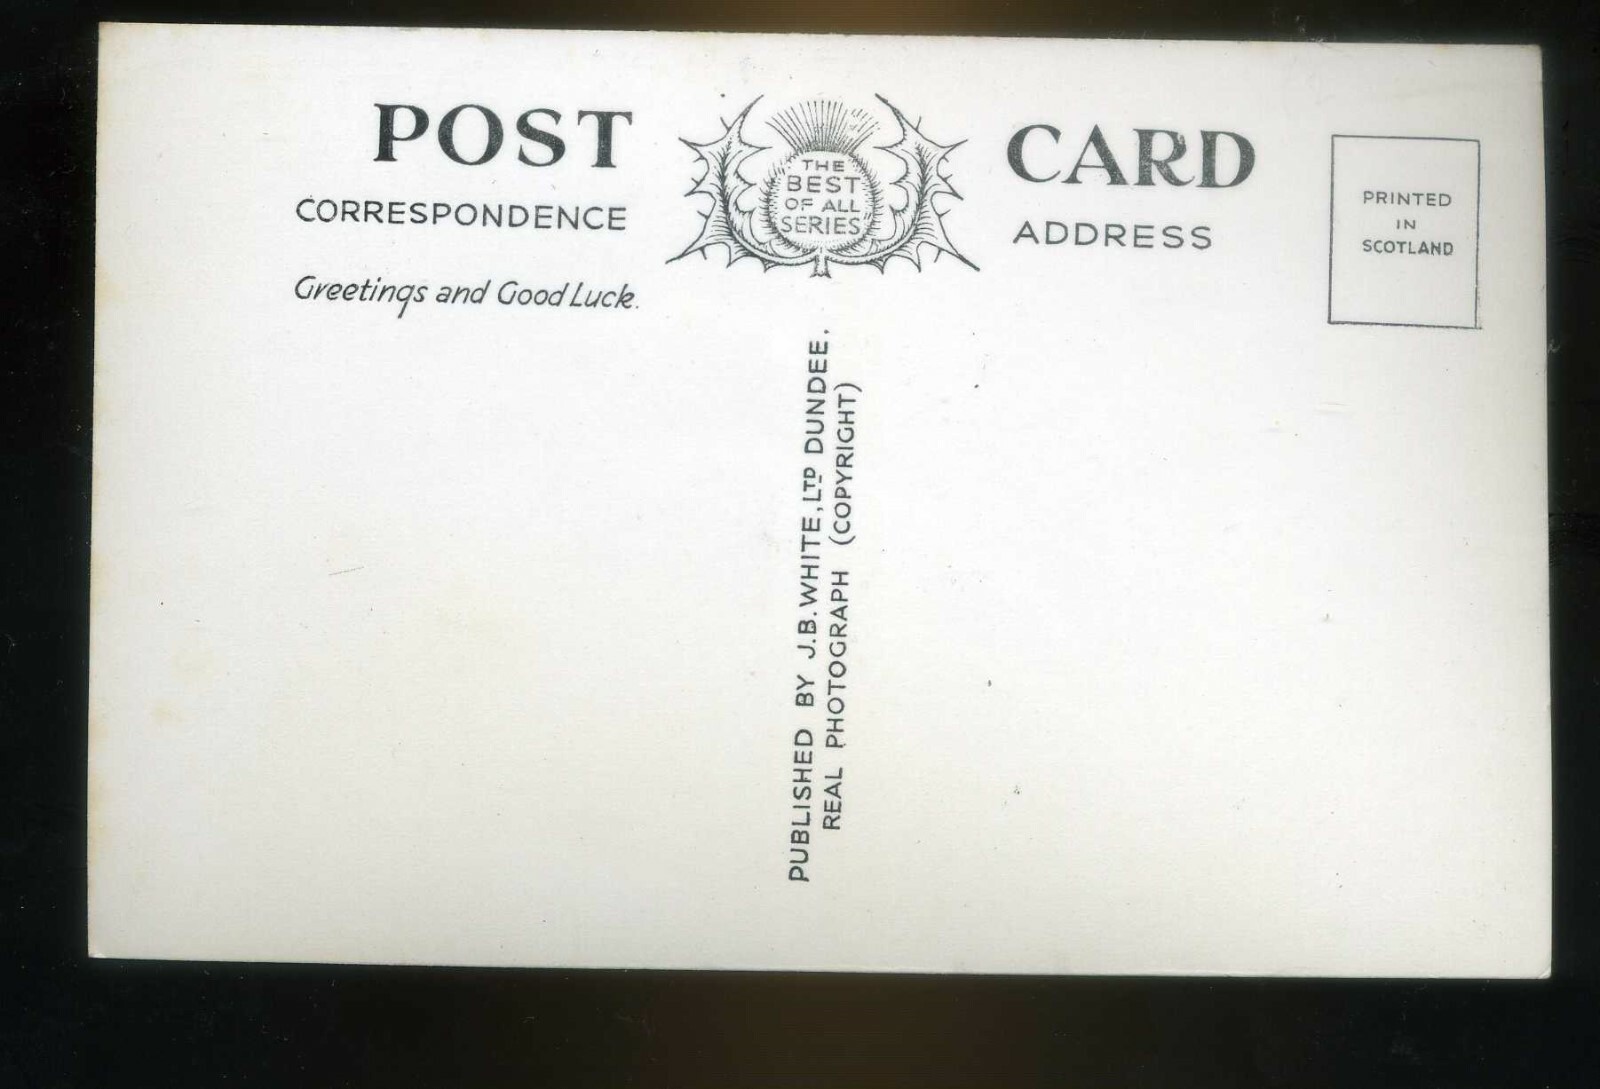 POST CARD
THE
BEST
OF ALL
SERIES"
CORRESPONDENCE
ADDRESS
PRINTED
IN
SCOTLAND
Greetings and Good Luck.
PUBLISHED BY J.B. WHITE, LTD DUNDEE.
REAL PHOTOGRAPH (COPYRIGHT)